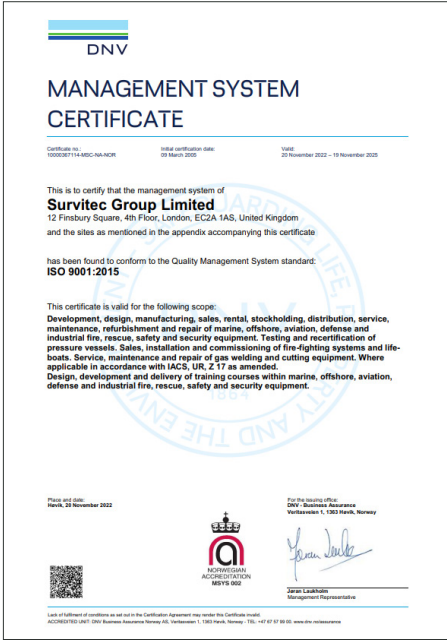 DNV
MANAGEMENT SYSTEM
CERTIFICATE
Certificate no.:
10000367114-MSC-NA-NOR
Initial certification date:
09 March 2005
Valid:
20 November 2022 – 19 November 2025
This is to certify that the management system of
Survitec Group Limited
12 Finsbury Square, 4th Floor, London, EC2A 1AS, United Kingdom
and the sites as mentioned in the appendix accompanying this certificate
has been found to conform to the Quality Management System standard:
ISO 9001:2015
This certificate is valid for the following scope:
Development, design, manufacturing, sales, rental, stockholding, distribution, service,
maintenance, refurbishment and repair of marine, offshore, aviation, defense and
industrial fire, rescue, safety and security equipment. Testing and recertification of
pressure vessels. Sales, installation and commissioning of fire-fighting systems and life-
boats. Service, maintenance and repair of gas welding and cutting equipment. Where
applicable in accordance with IACS, UR, Z 17 as amended.
Design, development and delivery of training courses within marine, offshore, aviation,
defense and industrial fire, rescue, safety and security equipment.
1864
Place and date:
Høvik, 20 November 2022
For the issuing office:
DNV - Business Assurance
Veritasveien 1, 1363 Høvik, Norway
NORWEGIAN
ACCREDITATION
MSYS 002
Jøran Laukholm
Management Representative
Lack of fulfilment of conditions as set out in the Certification Agreement may render this Certificate invalid.
ACCREDITED UNIT: DNV Business Assurance Norway AS, Veritasveien 1, 1363 Høvik, Norway - TEL: +47 67 57 99 00. www.dnv.no/assurance